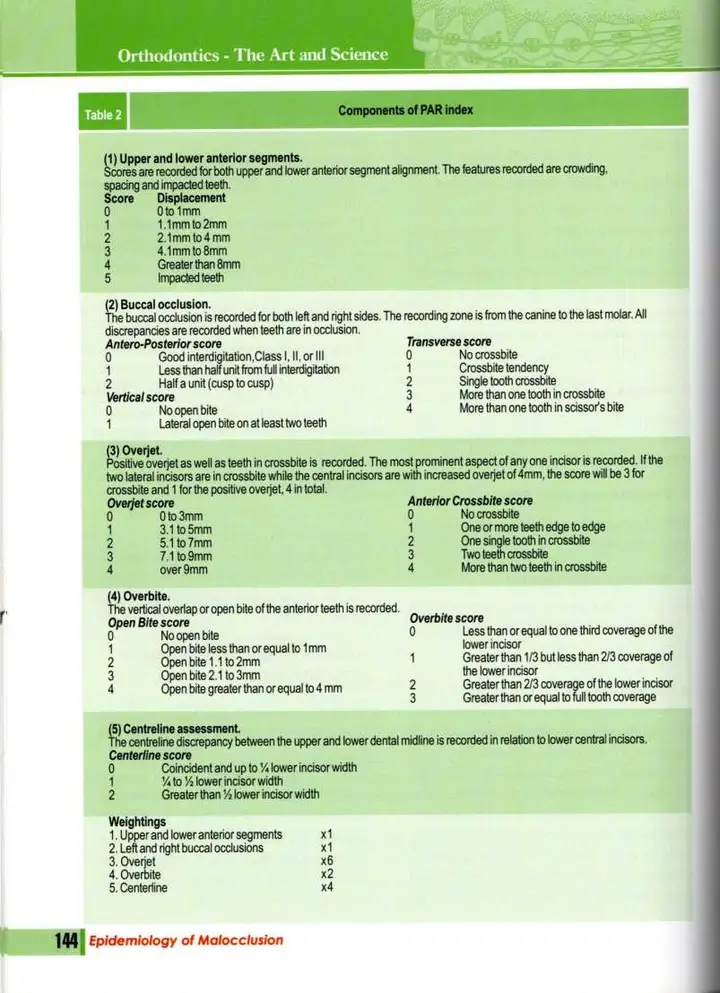 Orthodontics - The Art and Science
Table 2
Components of PAR index
(1) Upper and lower anterior segments.
Scores are recorded for both upper and lower anterior segment alignment. The features recorded are crowding,
spacing and impacted teeth.
Score Displacement
0 0 to 1mm
1 1.1mm to 2mm
2 2.1mm to 4 mm
3 4.1mm to 8mm
4 Greater than 8mm
5 Impacted teeth
(2) Buccal occlusion.
The buccal occlusion is recorded for both left and right sides. The recording zone is from the canine to the last molar. All
discrepancies are recorded when teeth are in occlusion.
Antero-Posterior score
0 Good interdigitation,Class I, II, or III
1 Less than half unit from full interdigitation
2 Half a unit (cusp to cusp)
Vertical score
0 No open bite
1 Lateral open bite on at least two teeth
Transverse score
0 No crossbite
1 Crossbite tendency
2 Single tooth crossbite
3 More than one tooth in crossbite
4 More than one tooth in scissor's bite
(3) Overjet.
Positive overjet as well as teeth in crossbite is recorded. The most prominent aspect of any one incisor is recorded. If the
two lateral incisors are in crossbite while the central incisors are with increased overjet of 4mm, the score will be 3 for
crossbite and 1 for the positive overjet, 4 in total.
Overjet score
0 0 to 3mm
1 3.1 to 5mm
2 5.1 to 7mm
3 7.1 to 9mm
4 over 9mm
Anterior Crossbite score
0 No crossbite
1 One or more teeth edge to edge
2 One single tooth in crossbite
3 Two teeth crossbite
4 More than two teeth in crossbite
(4) Overbite.
The vertical overlap or open bite of the anterior teeth is recorded.
Open Bite score
0 No open bite
1 Open bite less than or equal to 1mm
2 Open bite 1.1 to 2mm
3 Open bite 2.1 to 3mm
4 Open bite greater than or equal to 4 mm
Overbite score
0 Less than or equal to one third coverage of the
lower incisor
1 Greater than 1/3 but less than 2/3 coverage of
the lower incisor
2 Greater than 2/3 coverage of the lower incisor
3 Greater than or equal to full tooth coverage
(5) Centreline assessment.
The centreline discrepancy between the upper and lower dental midline is recorded in relation to lower central incisors.
Centerline score
0 Coincident and up to ¼ lower incisor width
1 ¼ to ½ lower incisor width
2 Greater than ½ lower incisor width
Weightings
1. Upper and lower anterior segments x1
2. Left and right buccal occlusions x1
3. Overjet x6
4. Overbite x2
5. Centerline x4
144 Epidemiology of Malocclusion